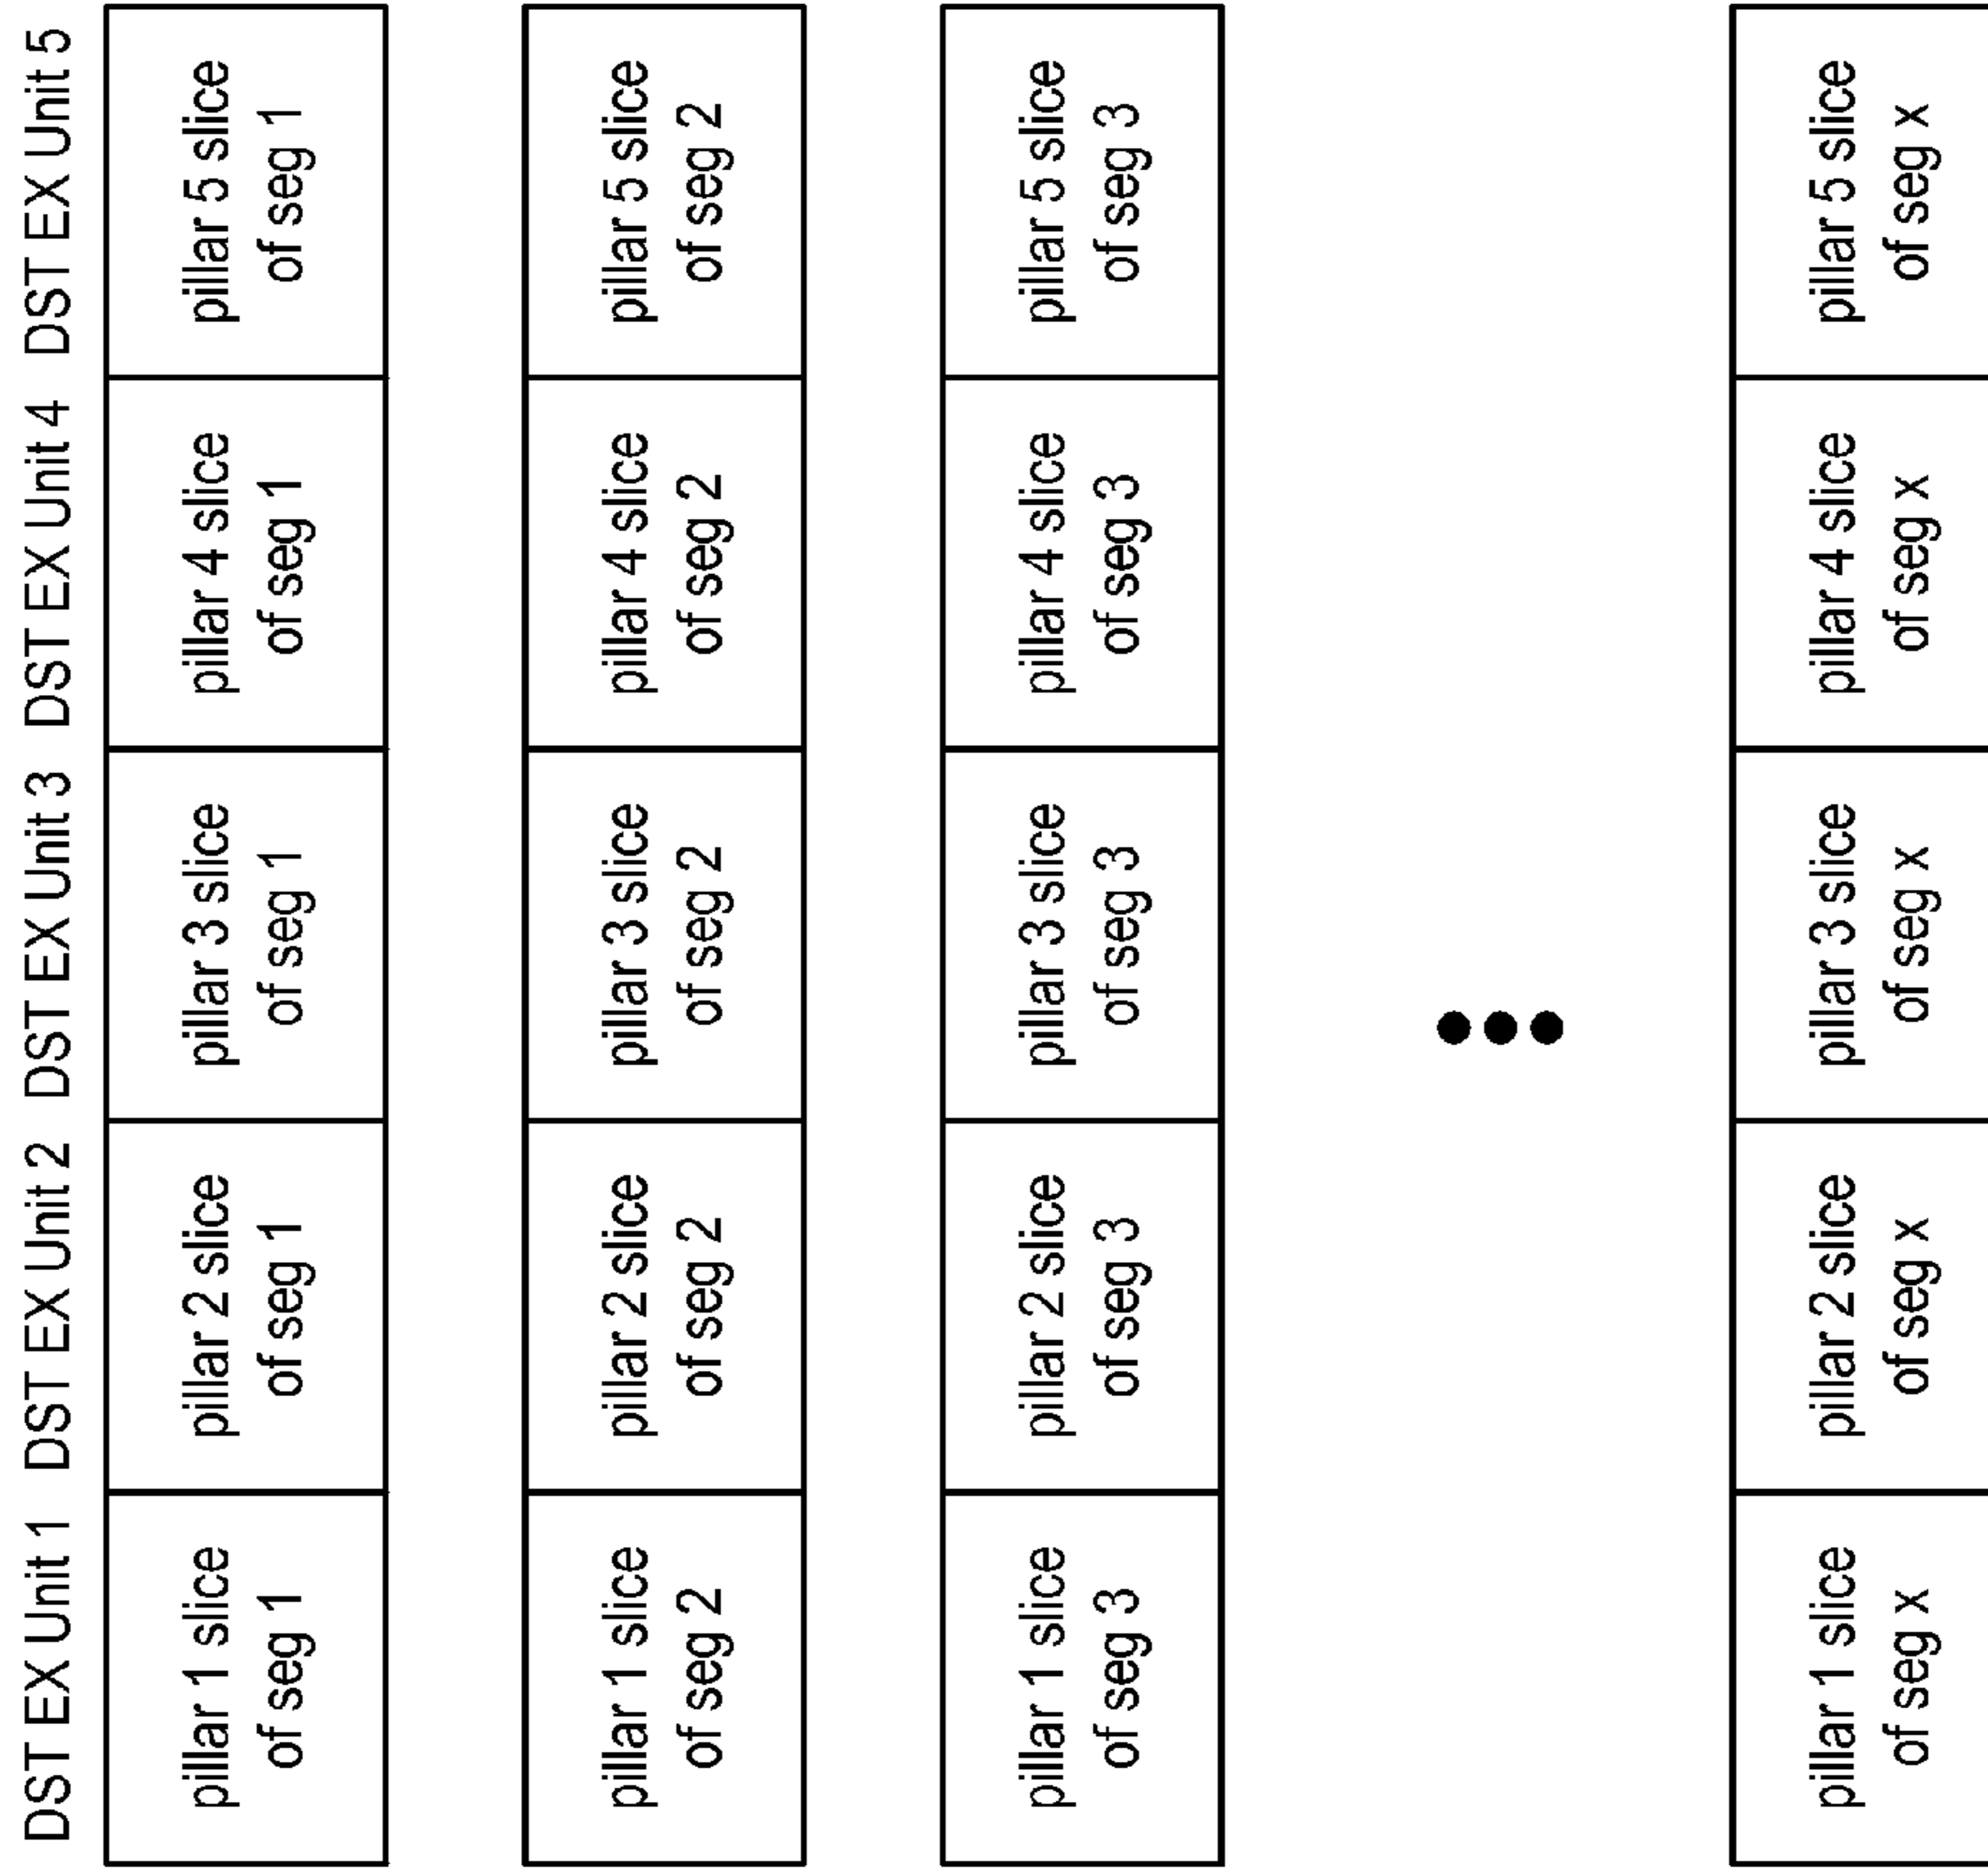 DST EX Unit 1 DST EX Unit 2 DST EX Unit 3 DST EX Unit 4 DST EX Unit 5
pillar 1 slice
of seg 1
pillar 2 slice
of seg 1
pillar 3 slice
of seg 1
pillar 4 slice
of seg 1
pillar 5 slice
of seg 1
pillar 1 slice
of seg 2
pillar 2 slice
of seg 2
pillar 3 slice
of seg 2
pillar 4 slice
of seg 2
pillar 5 slice
of seg 2
pillar 1 slice
of seg 3
pillar 2 slice
of seg 3
pillar 3 slice
of seg 3
pillar 4 slice
of seg 3
pillar 5 slice
of seg 3
pillar 1 slice
of seg x
pillar 2 slice
of seg x
pillar 3 slice
of seg x
pillar 4 slice
of seg x
pillar 5 slice
of seg x